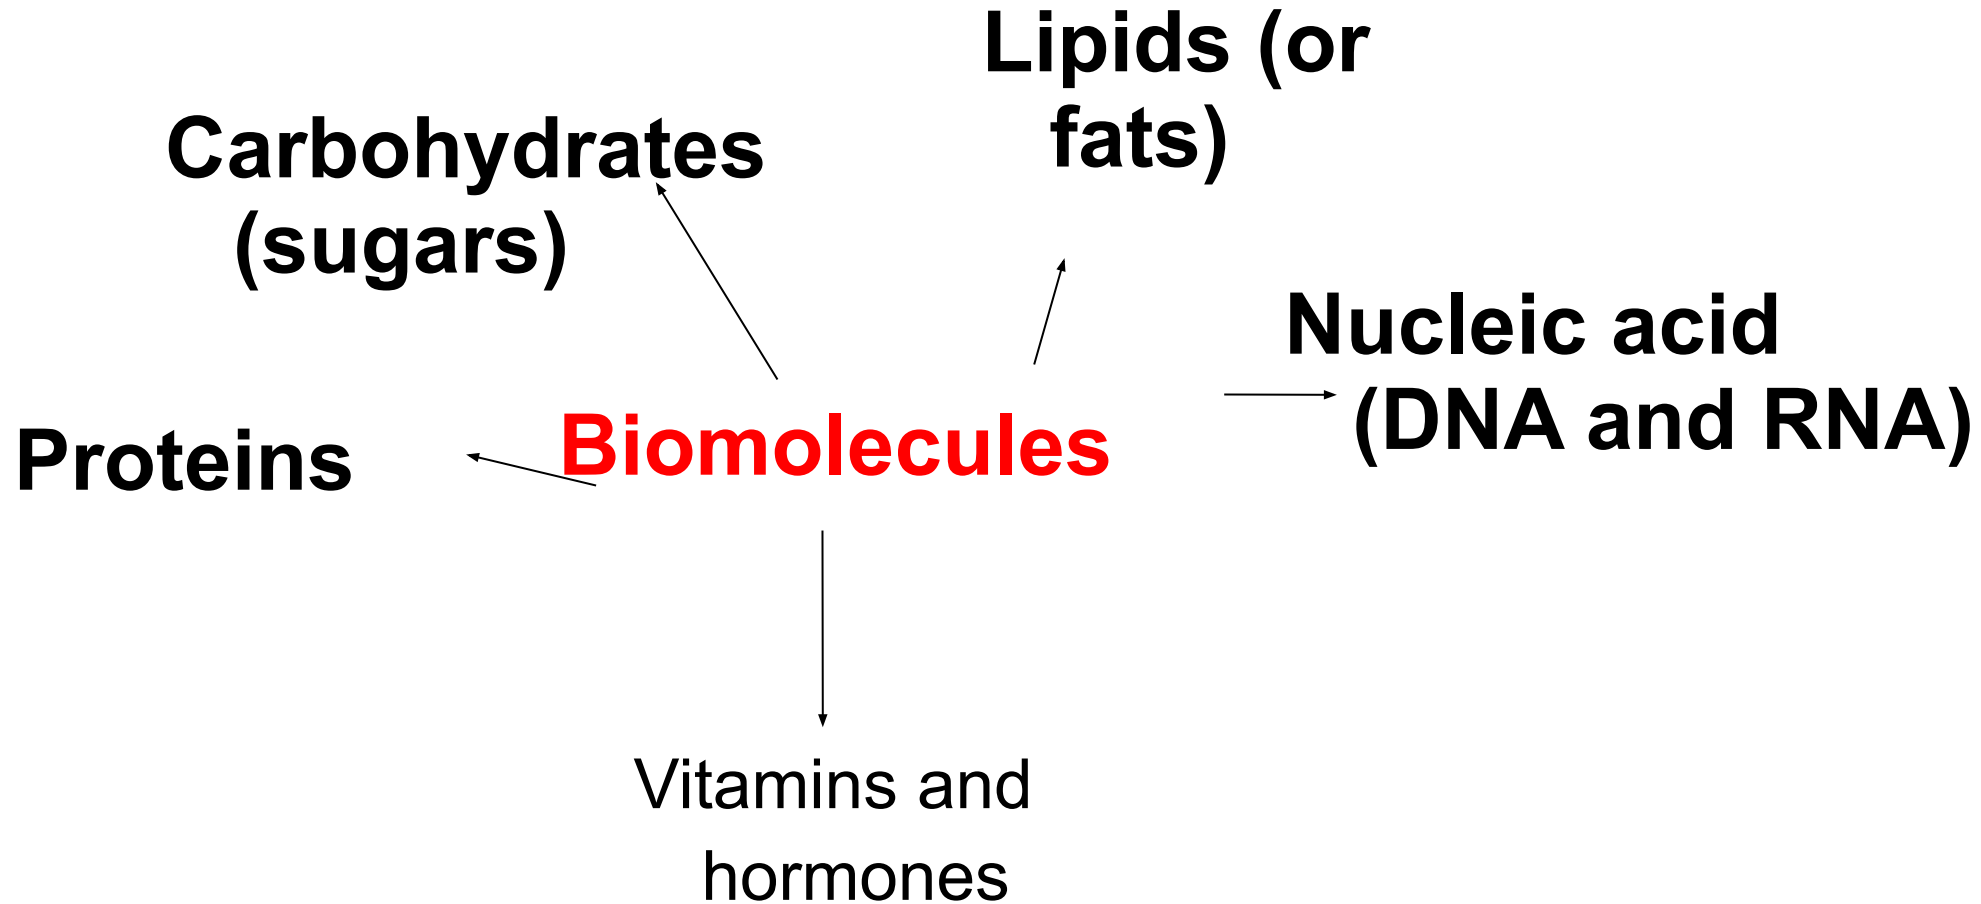 Lipids (or
fats)
Carbohydrates
(sugars)
Nucleic acid
(DNA and RNA)
Proteins
Biomolecules
Vitamins and
hormones